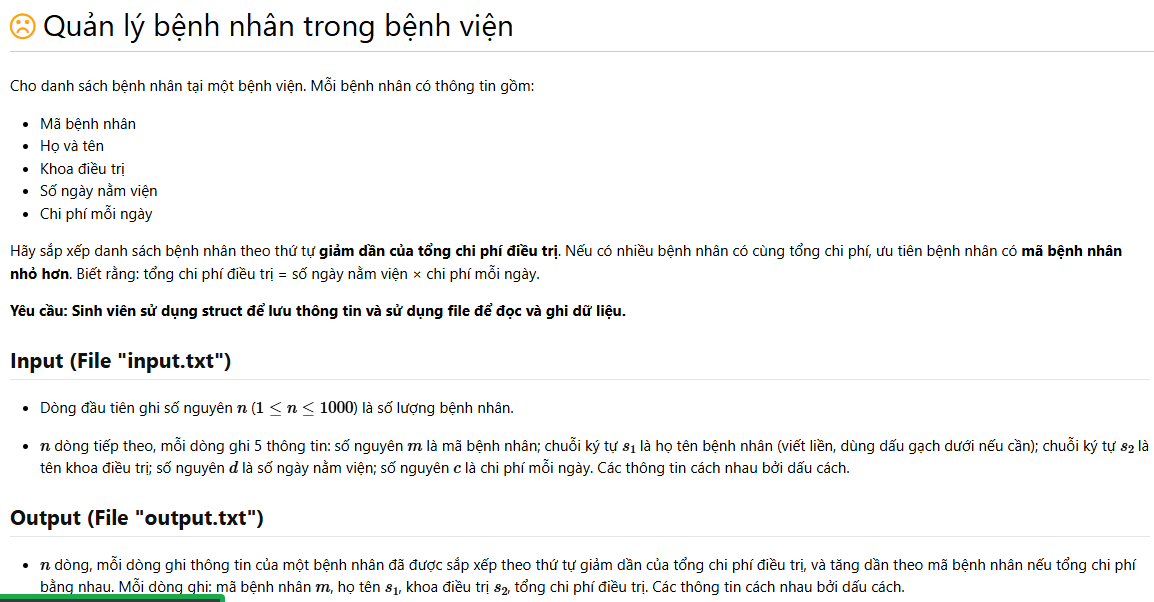 Quản lý bệnh nhân trong bệnh viện
Cho danh sách bệnh nhân tại một bệnh viện. Mỗi bệnh nhân có thông tin gồm:
• Mã bệnh nhân
• Họ và tên
• Khoa điều trị
• Số ngày nằm viện
• Chi phí mỗi ngày
Hãy sắp xếp danh sách bệnh nhân theo thứ tự giảm dần của tổng chi phí điều trị. Nếu có nhiều bệnh nhân có cùng tổng chi phí, ưu tiên bệnh nhân có mã bệnh nhân
nhỏ hơn. Biết rằng: tổng chi phí điều trị = số ngày nằm viện × chi phí mỗi ngày.
Yêu cầu: Sinh viên sử dụng struct để lưu thông tin và sử dụng file để đọc và ghi dữ liệu.
Input (File "input.txt")
• Dòng đầu tiên ghi số nguyên n (1 ≤ n ≤ 1000) là số lượng bệnh nhân.
• n dòng tiếp theo, mỗi dòng ghi 5 thông tin: số nguyên m là mã bệnh nhân; chuỗi ký tự s₁ là họ tên bệnh nhân (viết liền, dùng dấu gạch dưới nếu cần); chuỗi ký tự s₂ là
tên khoa điều trị; số nguyên d là số ngày nằm viện; số nguyên c là chi phí mỗi ngày. Các thông tin cách nhau bởi dấu cách.
Output (File "output.txt")
• n dòng, mỗi dòng ghi thông tin của một bệnh nhân đã được sắp xếp theo thứ tự giảm dần của tổng chi phí điều trị, và tăng dần theo mã bệnh nhân nếu tổng chi phí
bằng nhau. Mỗi dòng ghi: mã bệnh nhân m, họ tên s₁, khoa điều trị s₂, tổng chi phí điều trị. Các thông tin cách nhau bởi dấu cách.